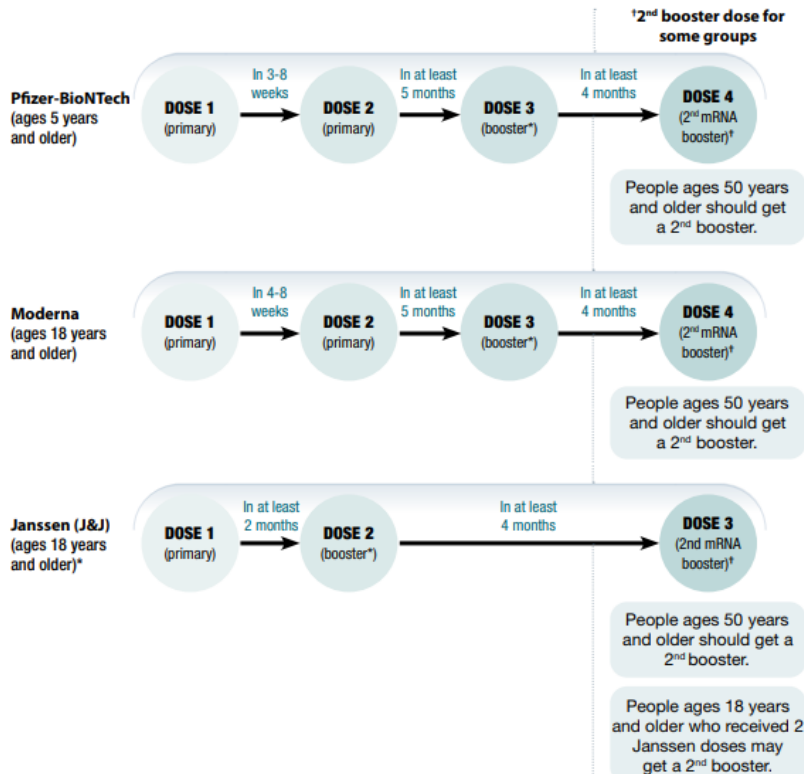 †2nd booster dose for
some groups
Pfizer-BioNTech
(ages 5 years
and older)
DOSE 1
(primary)
In 3-8
weeks
DOSE 2
(primary)
In at least
5 months
DOSE 3
(booster*)
In at least
4 months
DOSE 4
(2nd mRNA
booster)†
People ages 50 years
and older should get
a 2nd booster.
Moderna
(ages 18 years
and older)
DOSE 1
(primary)
In 4-8
weeks
DOSE 2
(primary)
In at least
5 months
DOSE 3
(booster*)
In at least
4 months
DOSE 4
(2nd mRNA
booster)†
People ages 50 years
and older should get
a 2nd booster.
Janssen (J&J)
(ages 18 years
and older)*
DOSE 1
(primary)
In at least
2 months
DOSE 2
(booster*)
In at least
4 months
DOSE 3
(2nd mRNA
booster)†
People ages 50 years
and older should get a
2nd booster.
People ages 18 years
and older who received 2
Janssen doses may
get a 2nd booster.